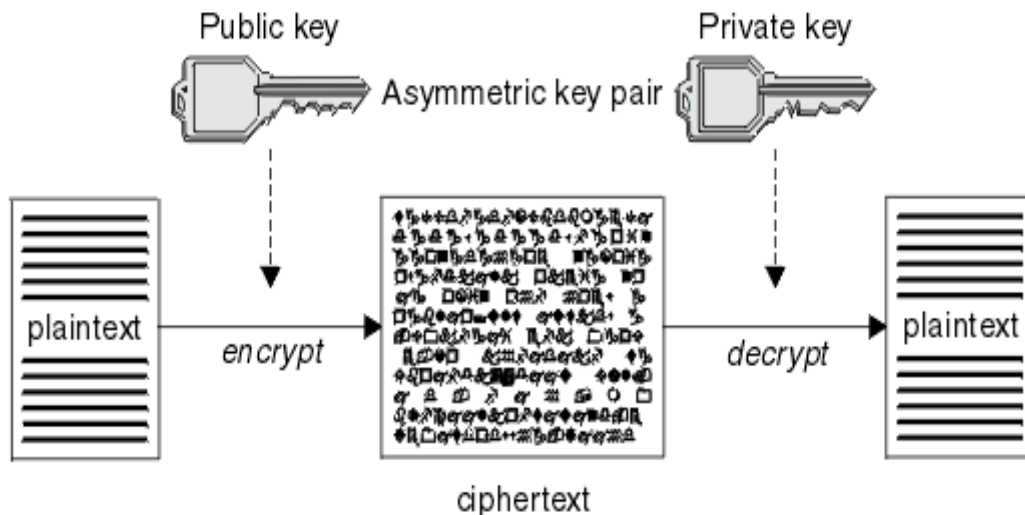 Public key
Private key
Asymmetric key pair
plaintext
encrypt
decrypt
plaintext
ciphertext